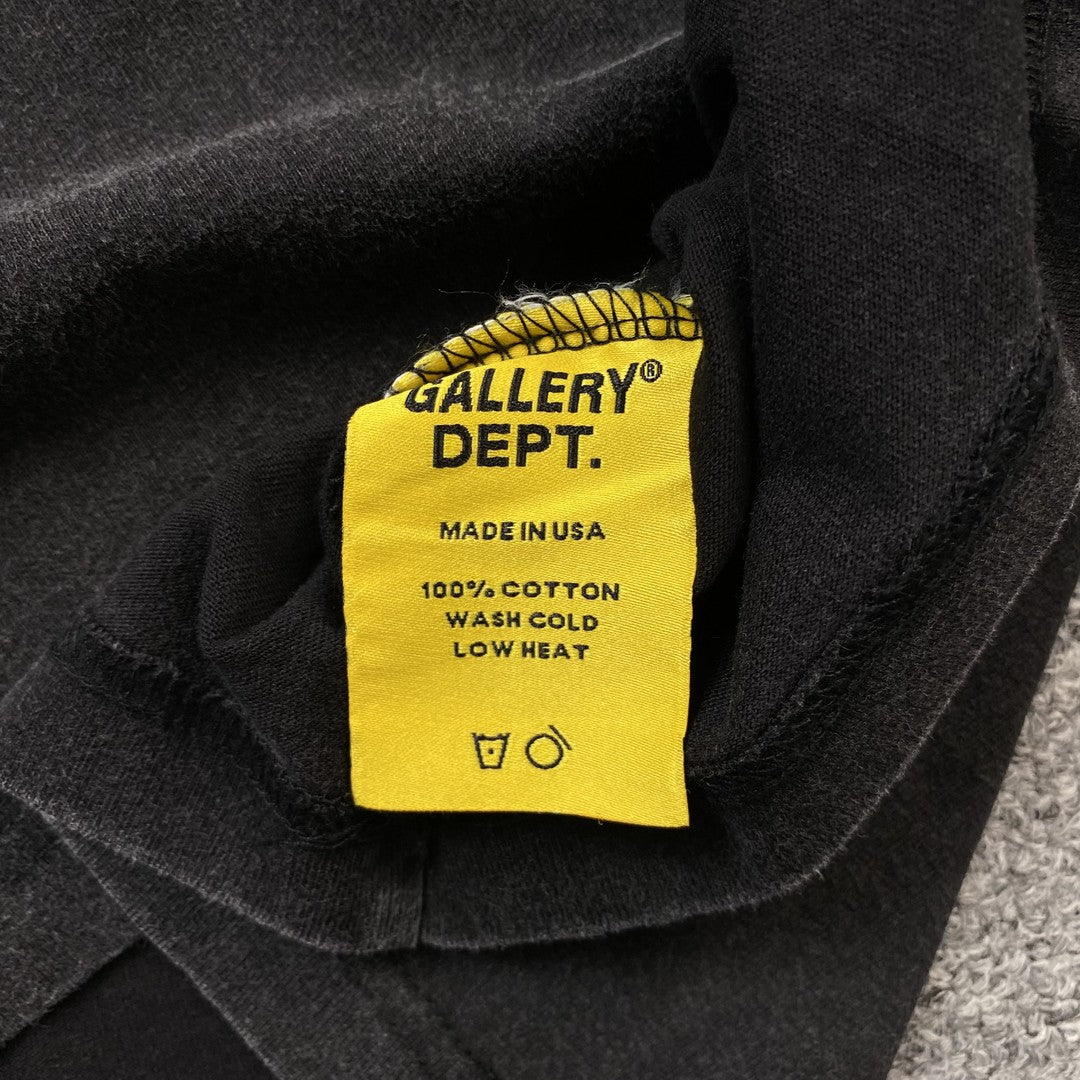 GALLERY®
DEPT.
MADE IN USA
100% COTTON
WASH COLD
LOW HEAT